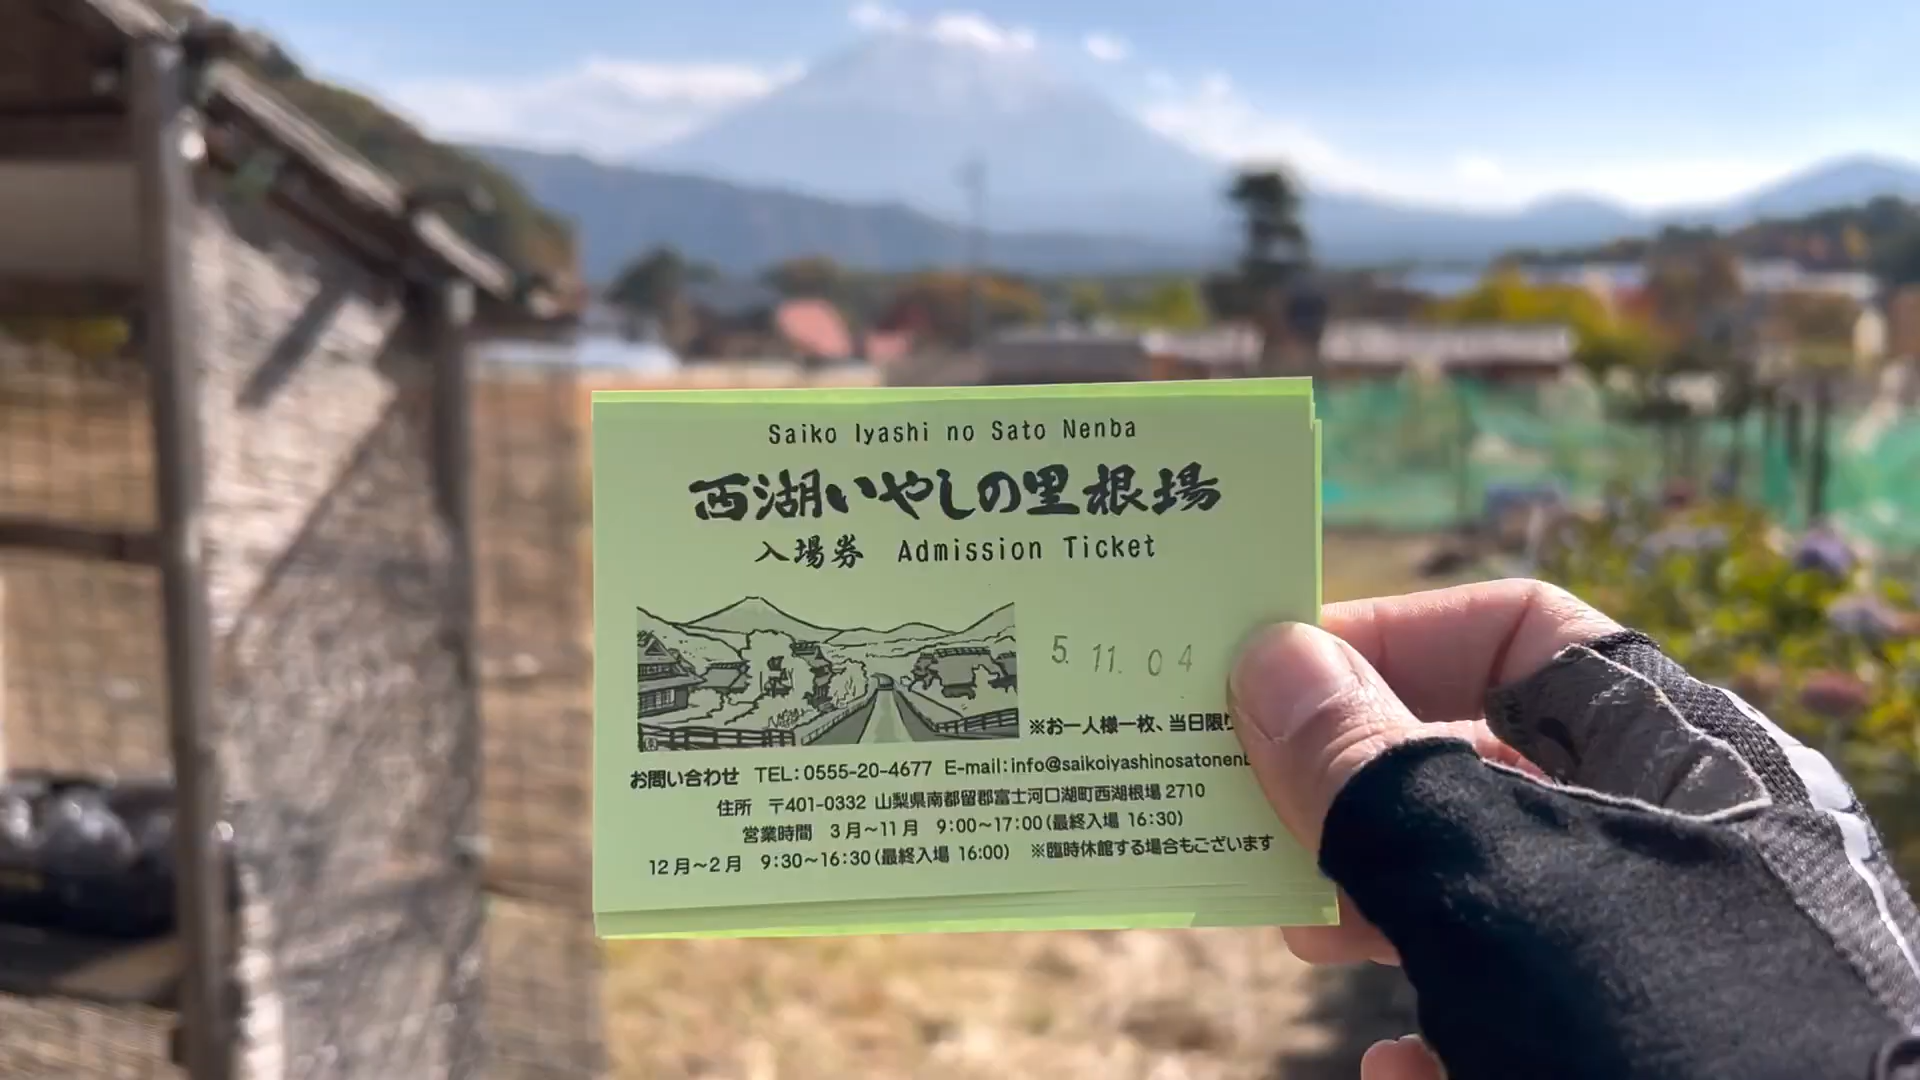 Saiko Iyashi no Sato Nenba
西湖いやしの里根場
入場券 Admission Ticket
5. 11. 04
※お一人様一枚、当日限り
お問い合わせ TEL:0555-20-4677 E-mail:info@saikoiyashinosatonenb
住所 〒401-0332 山梨県南都留郡富士河口湖町西湖根場 2710
営業時間 3月～11月 9:00～17:00(最終入場 16:30)
12月～2月 9:30～16:30(最終入場 16:00) ※臨時休館する場合もございます